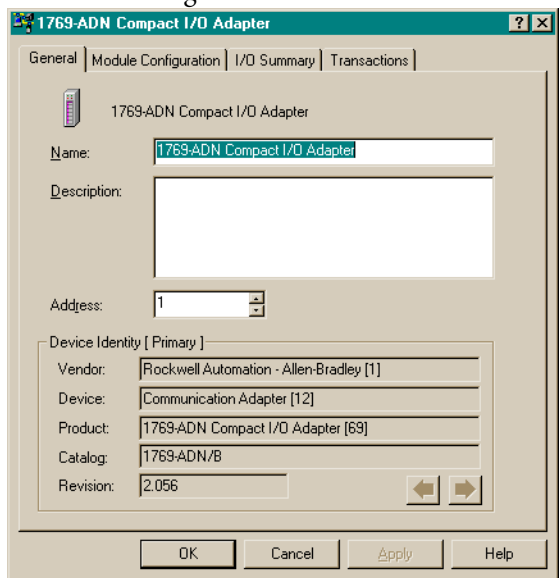 1769-ADN Compact I/O Adapter
General Module Configuration I/O Summary Transactions
1769-ADN Compact I/O Adapter
Name: 1769-ADN Compact I/O Adapter
Description:
Address: 1
Device Identity [ Primary ]
Vendor: Rockwell Automation - Allen-Bradley [1]
Device: Communication Adapter [12]
Product: 1769-ADN Compact I/O Adapter [69]
Catalog: 1769-ADN/B
Revision: 2.056
OK Cancel Apply Help